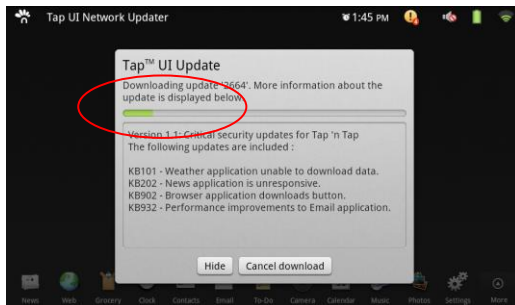 Tap UI Network Updater 1:45 PM
Tap™ UI Update
Downloading update '3664'. More information about the
update is displayed below.
Version 1.1: Critical security updates for Tap 'n Tap
The following updates are included :
KB101 - Weather application unable to download data.
KB202 - News application is unresponsive.
KB902 - Browser application downloads button.
KB932 - Performance improvements to Email application.
Hide Cancel download
News Web Grocery Clock Contacts Email To-Do Camera Calendar Music Photos Settings More